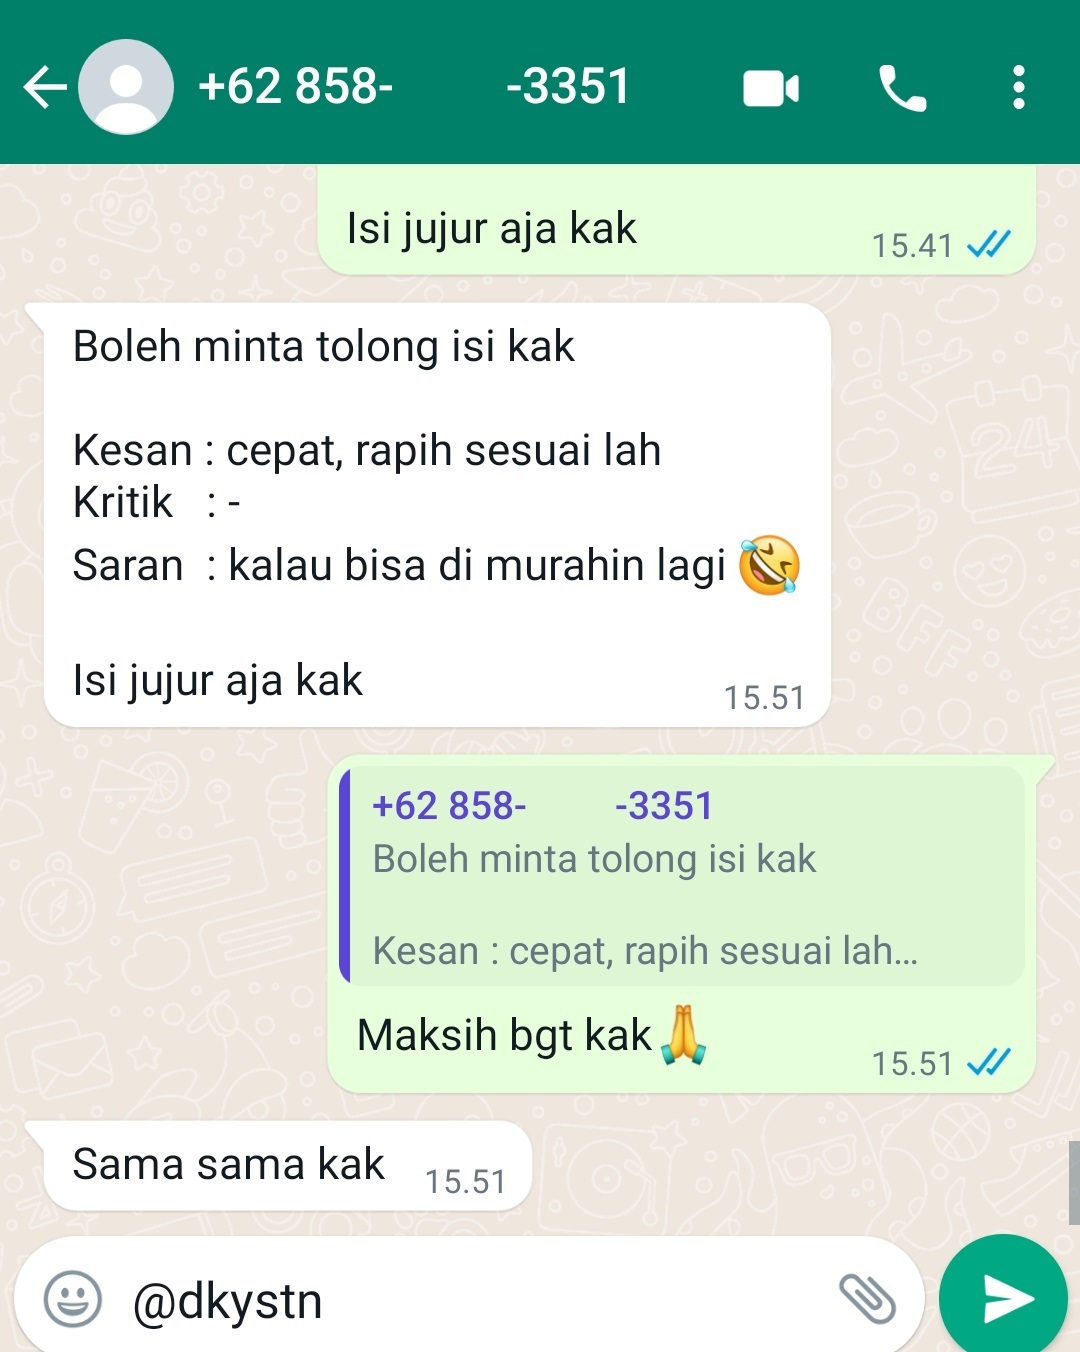 +62 858- -3351
Isi jujur aja kak
15.41
Boleh minta tolong isi kak
Kesan : cepat, rapih sesuai lah
Kritik : -
Saran : kalau bisa di murahin lagi 🤣
Isi jujur aja kak
15.51
+62 858- -3351
Boleh minta tolong isi kak
Kesan : cepat, rapih sesuai lah...
Maksih bgt kak🙏
15.51
Sama sama kak
15.51
@dkystn